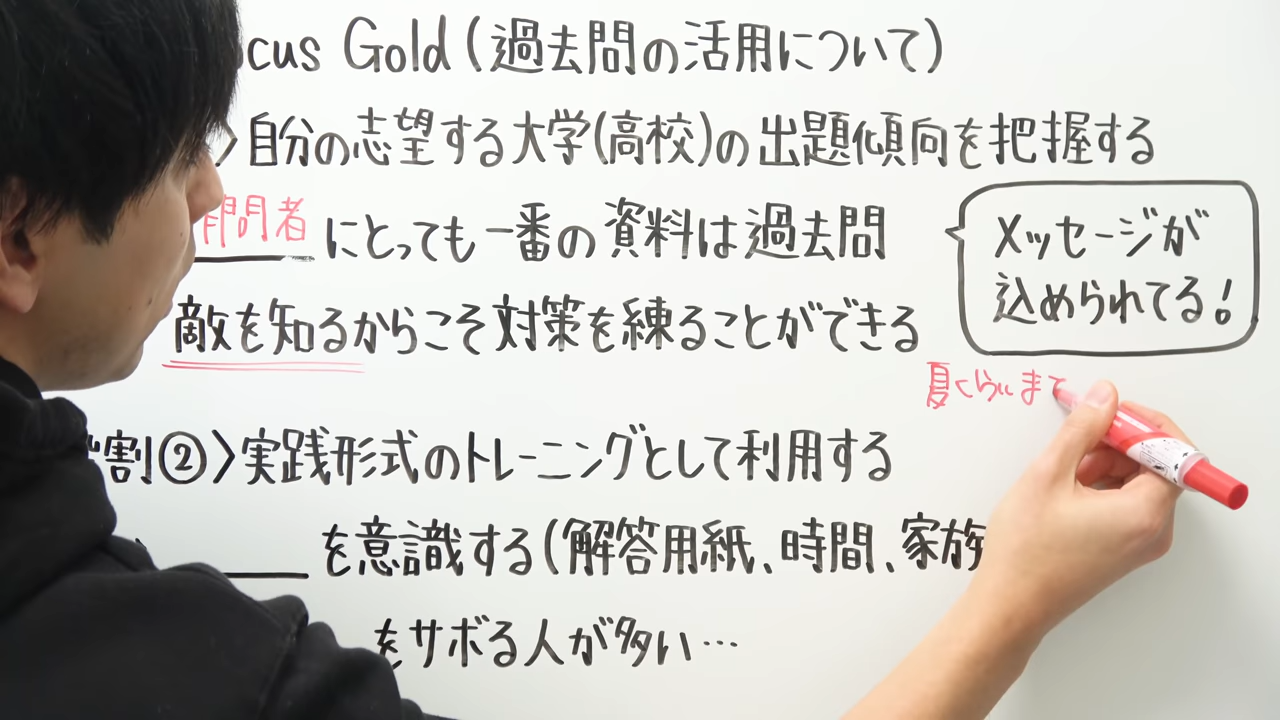 cus Gold (過去問の活用について)
〉自分の志望する大学(高校)の出題傾向を把握する
問者にとっても一番の資料は過去問
メッセージが
込められてる!
敵を知るからこそ対策を練ることができる
夏くらいまで
割②〉実践形式のトレーニングとして利用する
を意識する(解答用紙、時間、家族
をサボる人が多い…